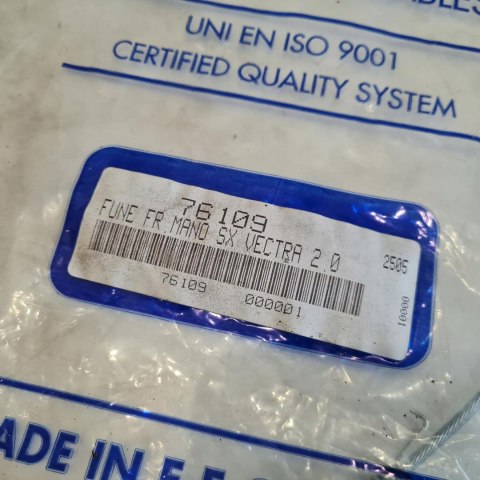 UNI EN ISO 9001
CERTIFIED QUALITY SYSTEM
76109
FUNE FR MANO SX VECTRA 2.0
2505
76109 000001
10000
ADE IN E.E.C.